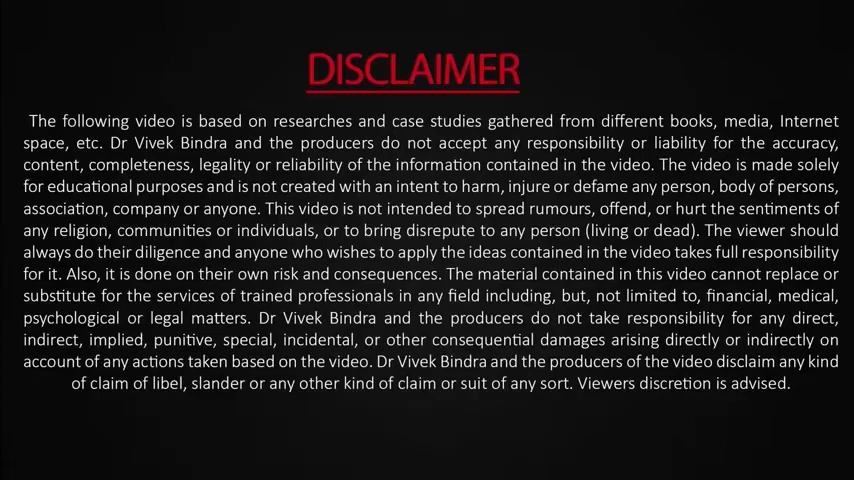 DISCLAIMER
The following video is based on researches and case studies gathered from different books, media, Internet
space, etc. Dr Vivek Bindra and the producers do not accept any responsibility or liability for the accuracy,
content, completeness, legality or reliability of the information contained in the video. The video is made solely
for educational purposes and is not created with an intent to harm, injure or defame any person, body of persons,
association, company or anyone. This video is not intended to spread rumours, offend, or hurt the sentiments of
any religion, communities or individuals, or to bring disrepute to any person (living or dead). The viewer should
always do their diligence and anyone who wishes to apply the ideas contained in the video takes full responsibility
for it. Also, it is done on their own risk and consequences. The material contained in this video cannot replace or
substitute for the services of trained professionals in any field including, but, not limited to, financial, medical,
psychological or legal matters. Dr Vivek Bindra and the producers do not take responsibility for any direct,
indirect, implied, punitive, special, incidental, or other consequential damages arising directly or indirectly on
account of any actions taken based on the video. Dr Vivek Bindra and the producers of the video disclaim any kind
of claim of libel, slander or any other kind of claim or suit of any sort. Viewers discretion is advised.